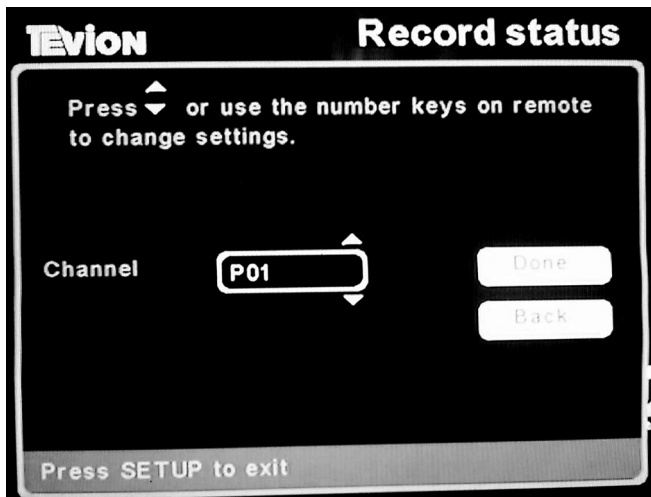 TEVION
Record status
Press or use the number keys on remote
to change settings.
Channel
P01
Done
Back
Press SETUP to exit